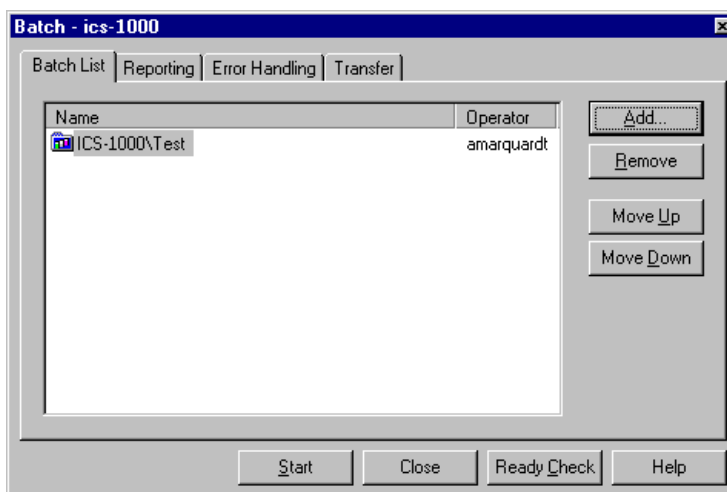 Batch - ics-1000
Batch List Reporting Error Handling Transfer
Name Operator Add...
ICS-1000\Test amarquardt
Remove
Move Up
Move Down
Start Close Ready Check Help